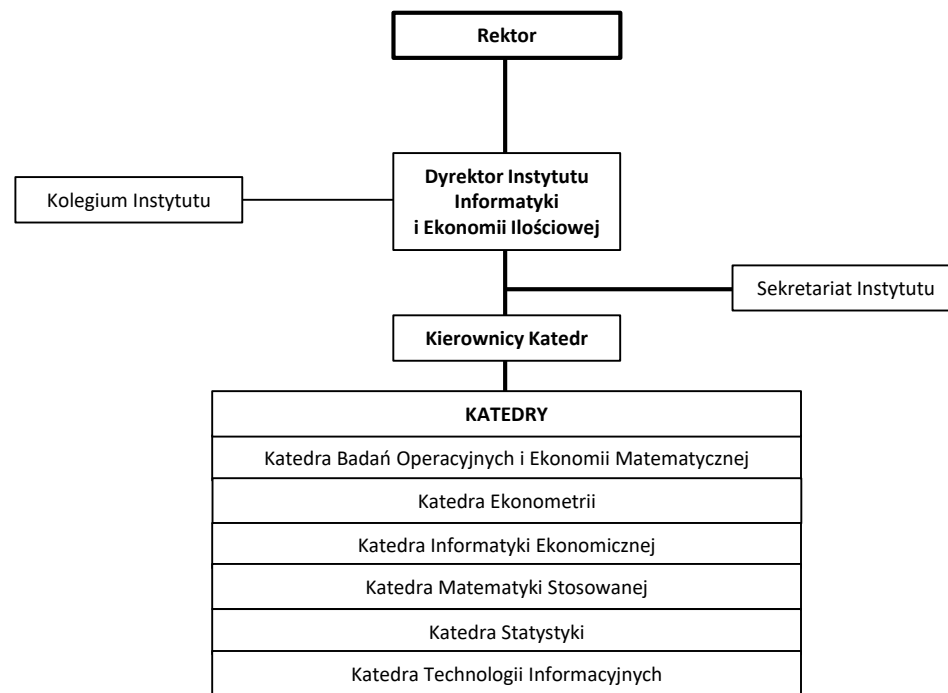 Rektor
Dyrektor Instytutu
Informatyki
i Ekonomii Ilościowej
Kolegium Instytutu
Sekretariat Instytutu
Kierownicy Katedr
KATEDRY
Katedra Badań Operacyjnych i Ekonomii Matematycznej
Katedra Ekonometrii
Katedra Informatyki Ekonomicznej
Katedra Matematyki Stosowanej
Katedra Statystyki
Katedra Technologii Informacyjnych